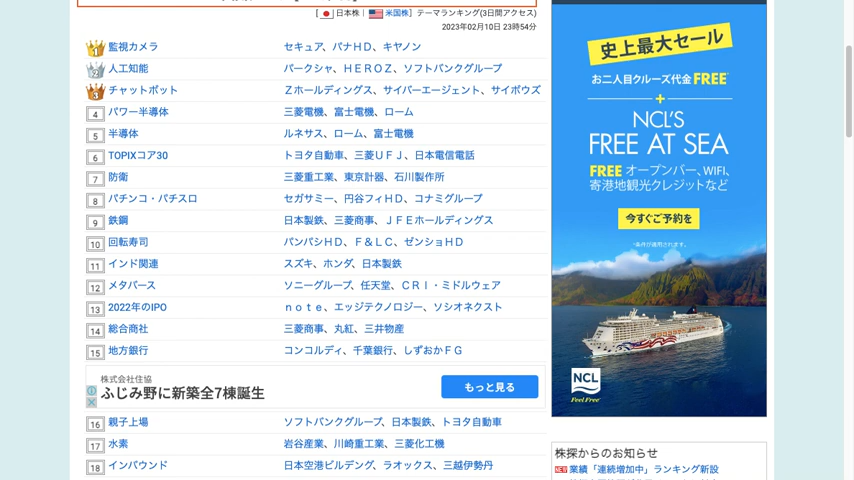 [ 日本株 | 米国株] テーマランキング(3日間アクセス)
2023年02月10日 23時54分
1 監視カメラ セキュア、パナＨＤ、キヤノン
2 人工知能 パークシャ、ＨＥＲＯＺ、ソフトバンクグループ
3 チャットボット Ｚホールディングス、サイバーエージェント、サイボウズ
4 パワー半導体 三菱電機、富士電機、ローム
5 半導体 ルネサス、ローム、富士電機
6 TOPIXコア30 トヨタ自動車、三菱ＵＦＪ、日本電信電話
7 防衛 三菱重工業、東京計器、石川製作所
8 パチンコ・パチスロ セガサミー、円谷フィＨＤ、コナミグループ
9 鉄鋼 日本製鉄、三菱商事、ＪＦＥホールディングス
10 回転寿司 パンパシＨＤ、Ｆ＆ＬＣ、ゼンショＨＤ
11 インド関連 スズキ、ホンダ、日本製鉄
12 メタバース ソニーグループ、任天堂、ＣＲＩ・ミドルウェア
13 2022年のIPO ｎｏｔｅ、エッジテクノロジー、ソシオネクスト
14 総合商社 三菱商事、丸紅、三井物産
15 地方銀行 コンコルディ、千葉銀行、しずおかＦＧ
株式会社住協
ふじみ野に新築全7棟誕生
もっと見る
16 親子上場 ソフトバンクグループ、日本製鉄、トヨタ自動車
17 水素 岩谷産業、川崎重工業、三菱化工機
18 インバウンド 日本空港ビルデング、ラオックス、三越伊勢丹
史上最大セール
お二人目クルーズ代金 FREE*
+
NCL'S
FREE AT SEA
FREE オープンバー、WIFI、
寄港地観光クレジットなど
今すぐご予約を
*条件が適用されます。
NCL
Feel Free
株探からのお知らせ
NEW 業績「連続増加中」ランキング新設